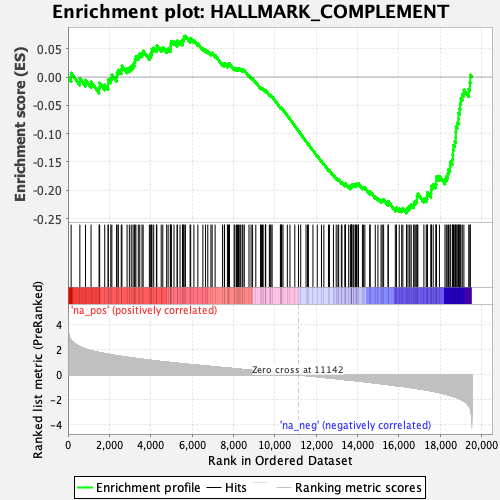 Enrichment plot: HALLMARK_COMPLEMENT
Enrichment score (ES)
0.05
0.00
-0.05
-0.10
-0.15
-0.20
-0.25
'na_pos' (positively correlated)
Ranked list metric (PreRanked)
4
2
0
-2
-4
Zero cross at 11142
'na_neg' (negatively correlated)
0
2,000
4,000
6,000
8,000
10,000
12,000
14,000
16,000
18,000
20,000
Rank in Ordered Dataset
Enrichment profile
Hits
Ranking metric scores